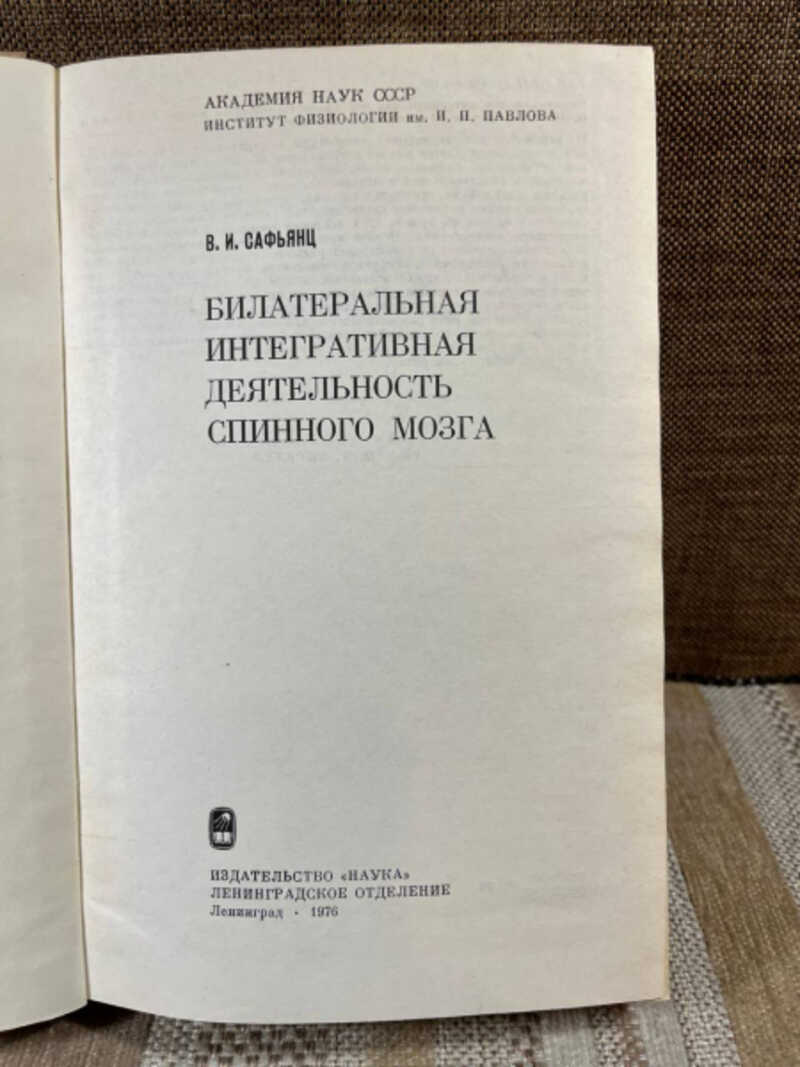 АКАДЕМИЯ НАУК СССР
ИНСТИТУТ ФИЗИОЛОГИИ им. И. П. ПАВЛОВА
В. И. САФЬЯНЦ
БИЛАТЕРАЛЬНАЯ
ИНТЕГРАТИВНАЯ
ДЕЯТЕЛЬНОСТЬ
СПИННОГО МОЗГА
ИЗДАТЕЛЬСТВО «НАУКА»
ЛЕНИНГРАДСКОЕ ОТДЕЛЕНИЕ
Ленинград · 1976